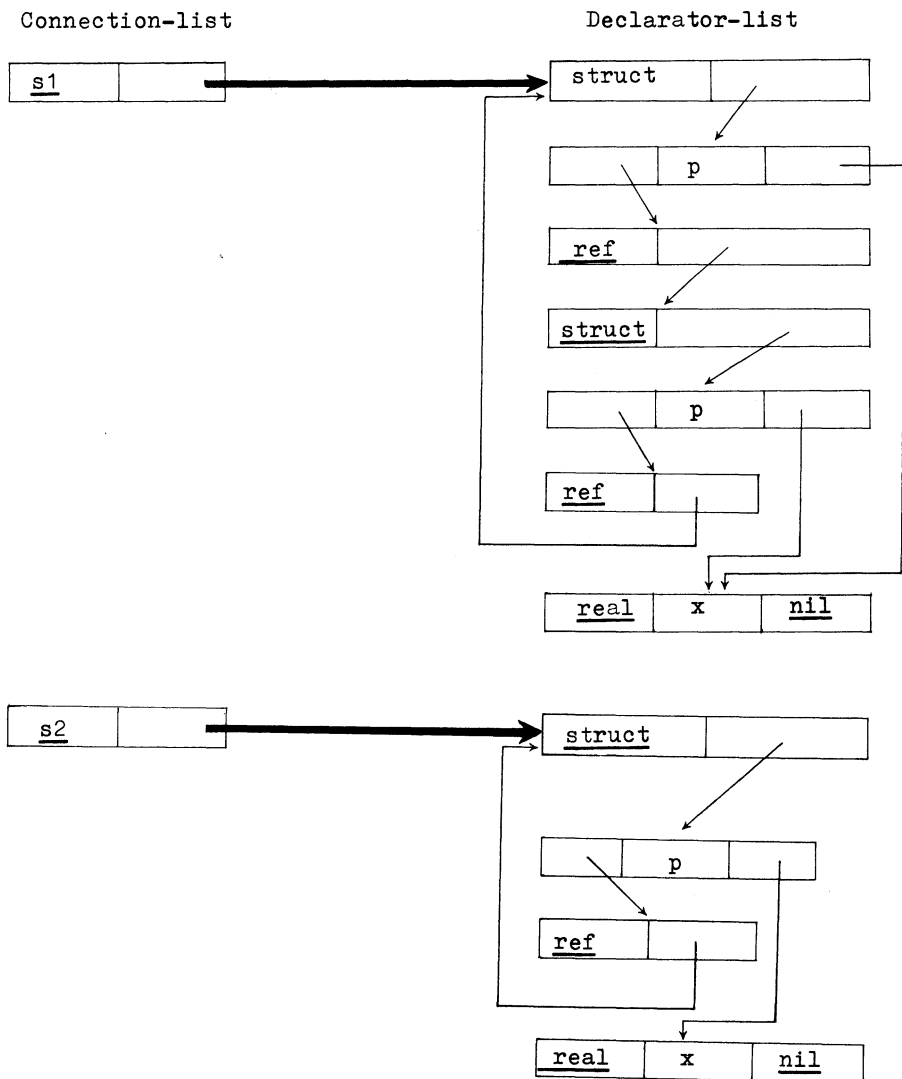 Connection-list Declarator-list
s1 struct
p
ref
struct
p
ref
real x nil
s2 struct
p
ref
real x nil